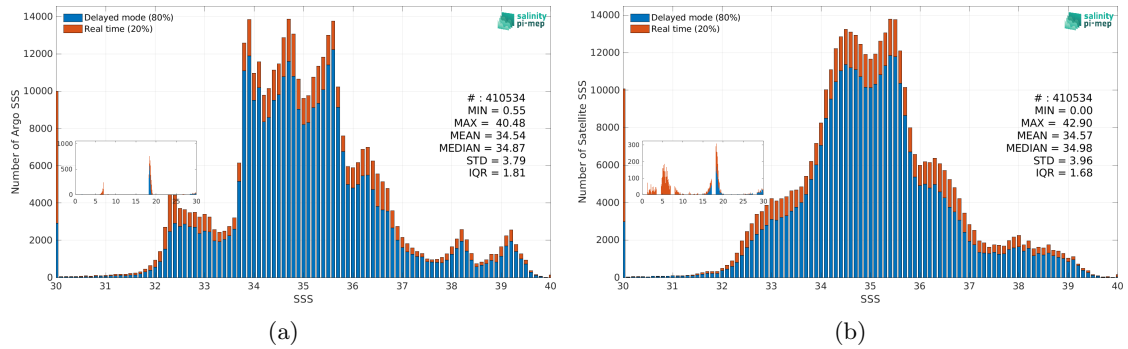 Delayed mode (80%)
Real time (20%)
salinity
pi-mep
# : 410534
MIN = 0.55
MAX = 40.48
MEAN = 34.54
MEDIAN = 34.87
STD = 3.79
IQR = 1.81
Number of Argo SSS
14000
12000
10000
8000
6000
4000
2000
0
1000
500
0
0 5 10 15 20 25 30
30 31 32 33 34 35 36 37 38 39 40
SSS
(a)
Delayed mode (80%)
Real time (20%)
salinity
pi-mep
# : 410534
MIN = 0.00
MAX = 42.90
MEAN = 34.57
MEDIAN = 34.98
STD = 3.96
IQR = 1.68
Number of Satellite SSS
14000
12000
10000
8000
6000
4000
2000
0
300
200
100
0
0 5 10 15 20 25 30
30 31 32 33 34 35 36 37 38 39 40
SSS
(b)